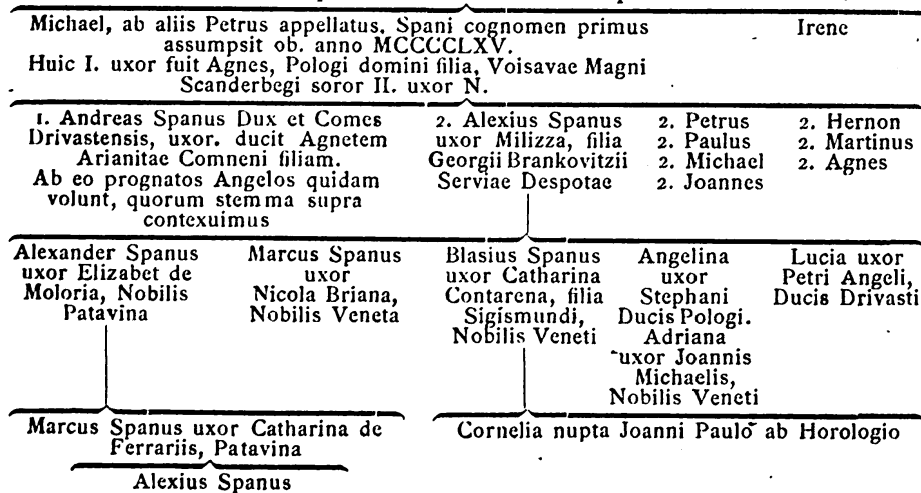 Michael, ab aliis Petrus appellatus. Spani cognomen primus
assumpsit ob. anno MCCCCLXV.
Huic I. uxor fuit Agnes, Pologi domini filia, Voisavae Magni
Scanderbegi soror II. uxor N.
Irene
1. Andreas Spanus Dux et Comes
Drivastensis, uxor. ducit Agnetem
Arianitae Comneni filiam.
Ab eo prognatos Angelos quidam
volunt, quorum stemma supra
contexuimus
2. Alexius Spanus
uxor Milizza, filia
Georgii Brankovitzii
Serviae Despotae
2. Petrus
2. Paulus
2. Michael
2. Joannes
2. Hernon
2. Martinus
2. Agnes
Alexander Spanus
uxor Elizabet de
Moloria, Nobilis
Patavina
Marcus Spanus
uxor
Nicola Briana,
Nobilis Veneta
Blasius Spanus
uxor Catharina
Contarena, filia
Sigismundi,
Nobilis Veneti
Angelina
uxor
Stephani
Ducis Pologi.
Adriana
uxor Joannis
Michaelis,
Nobilis Veneti
Lucia uxor
Petri Angeli,
Ducis Drivasti
Marcus Spanus uxor Catharina de
Ferrariis, Patavina
Cornelia nupta Joanni Paulo ab Horologio
Alexius Spanus